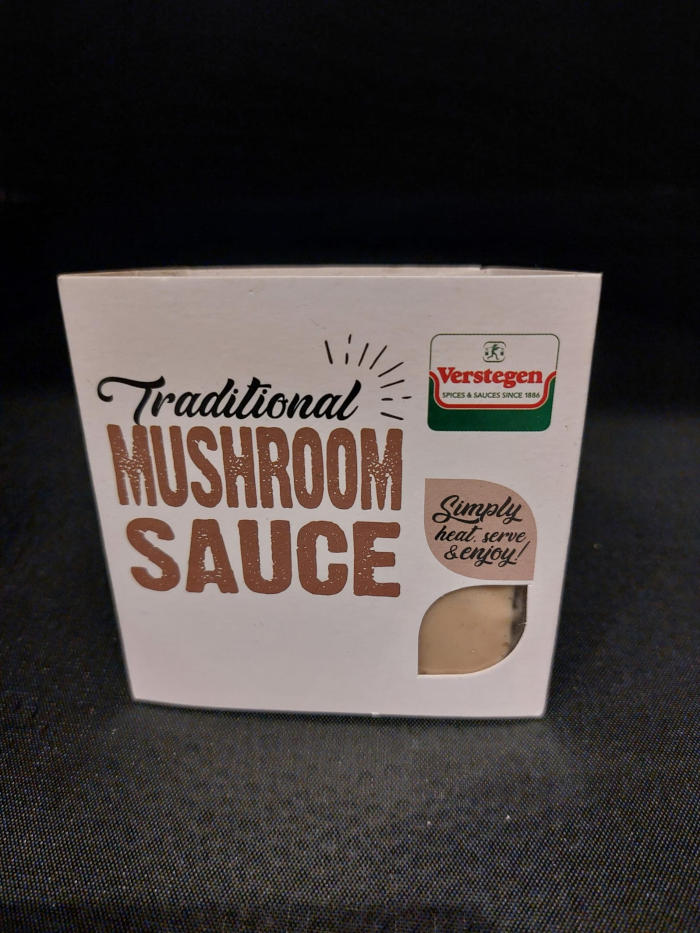 Traditional
MUSHROOM
SAUCE
Verstegen
SPICES & SAUCES SINCE 1886
Simply
heat, serve
& enjoy!